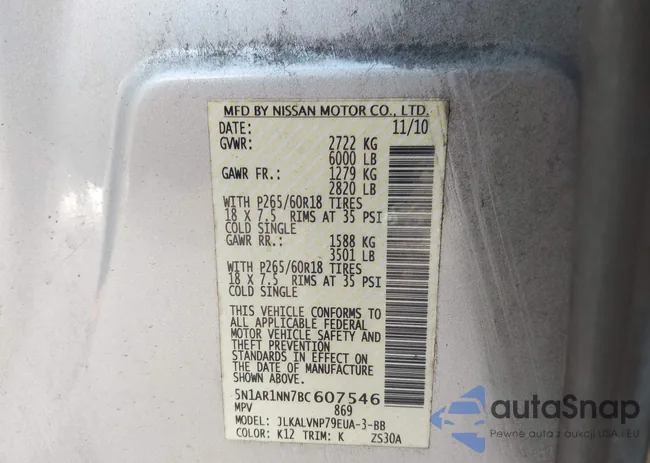 MFD BY NISSAN MOTOR CO., LTD.
DATE: 11/10
GVWR: 2722 KG
6000 LB
GAWR FR.: 1279 KG
2820 LB
WITH P265/60R18 TIRES
18 X 7.5 RIMS AT 35 PSI
COLD SINGLE
GAWR RR.: 1588 KG
3501 LB
WITH P265/60R18 TIRES
18 X 7.5 RIMS AT 35 PSI
COLD SINGLE
THIS VEHICLE CONFORMS TO
ALL APPLICABLE FEDERAL
MOTOR VEHICLE SAFETY AND
THEFT PREVENTION
STANDARDS IN EFFECT ON
THE DATE OF MANUFACTURE
SHOWN ABOVE.
5N1AR1NN7BC607546
MPV 869
MODEL: JLKALVNP79EUA-3-BB
COLOR: K12 TRIM: K ZS30A
autoSnap
Pewne auta z aukcji USA i EU